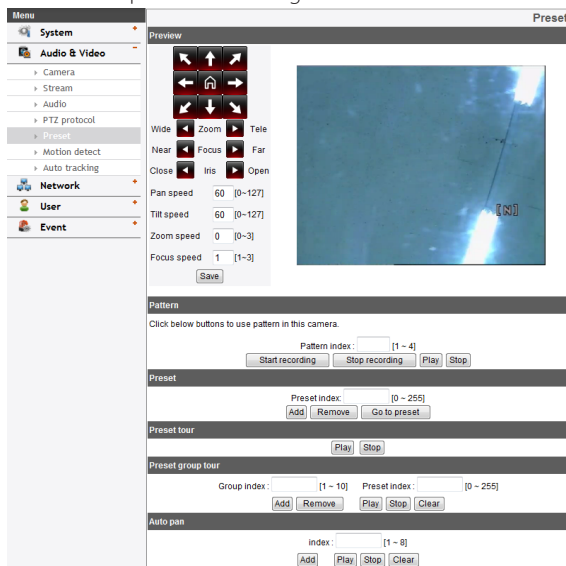 Menu
Preset
System
Audio & Video
Camera
Stream
Audio
PTZ protocol
Preset
Motion detect
Auto tracking
Network
User
Event
Preview
Wide Zoom Tele
Near Focus Far
Close Iris Open
Pan speed 60 [0~127]
Tilt speed 60 [0~127]
Zoom speed 0 [0~3]
Focus speed 1 [1~3]
Save
[N]
Pattern
Click below buttons to use pattern in this camera.
Pattern index : [1 ~ 4]
Start recording Stop recording Play Stop
Preset
Preset index: [0 ~ 255]
Add Remove Go to preset
Preset tour
Play Stop
Preset group tour
Group index : [1 ~ 10] Preset index : [0 ~ 255]
Add Remove Play Stop Clear
Auto pan
index : [1 ~ 8]
Add Play Stop Clear